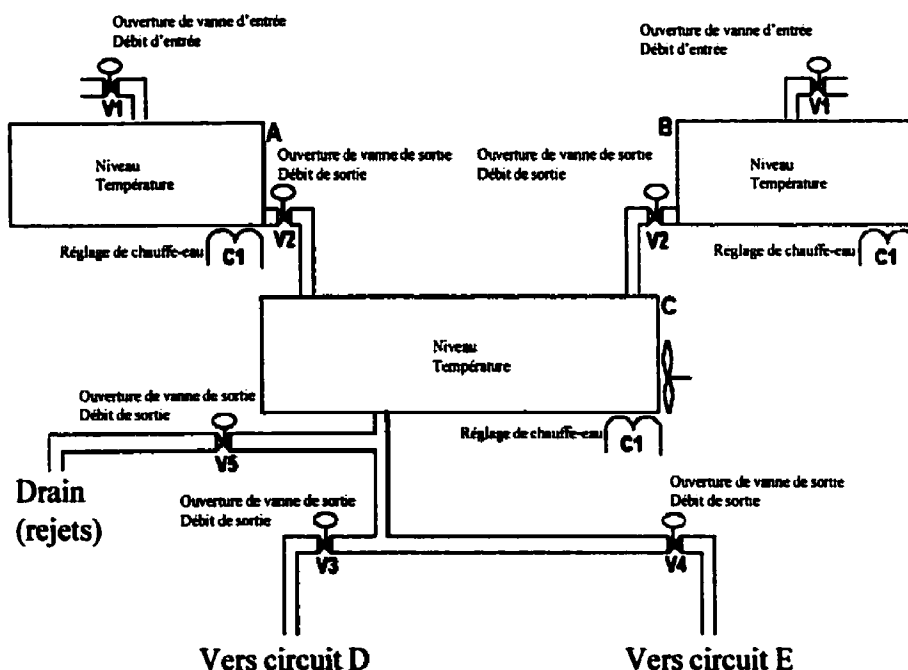 Ouverture de vanne d'entrée
Débit d'entrée
V1
A
Niveau
Température
Ouverture de vanne de sortie
Débit de sortie
V2
Réglage de chauffe-eau
C1
Ouverture de vanne d'entrée
Débit d'entrée
V1
B
Niveau
Température
Ouverture de vanne de sortie
Débit de sortie
V2
Réglage de chauffe-eau
C1
C
Niveau
Température
Réglage de chauffe-eau
C1
Ouverture de vanne de sortie
Débit de sortie
V5
Drain
(rejets)
Ouverture de vanne de sortie
Débit de sortie
V3
Ouverture de vanne de sortie
Débit de sortie
V4
Vers circuit D
Vers circuit E